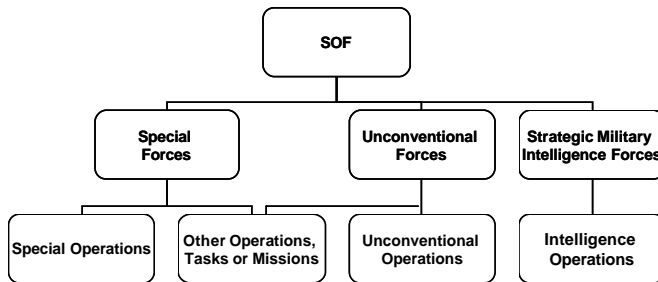 SOF
Special
Forces
Unconventional
Forces
Strategic Military
Intelligence Forces
Special Operations
Other Operations,
Tasks or Missions
Unconventional
Operations
Intelligence
Operations